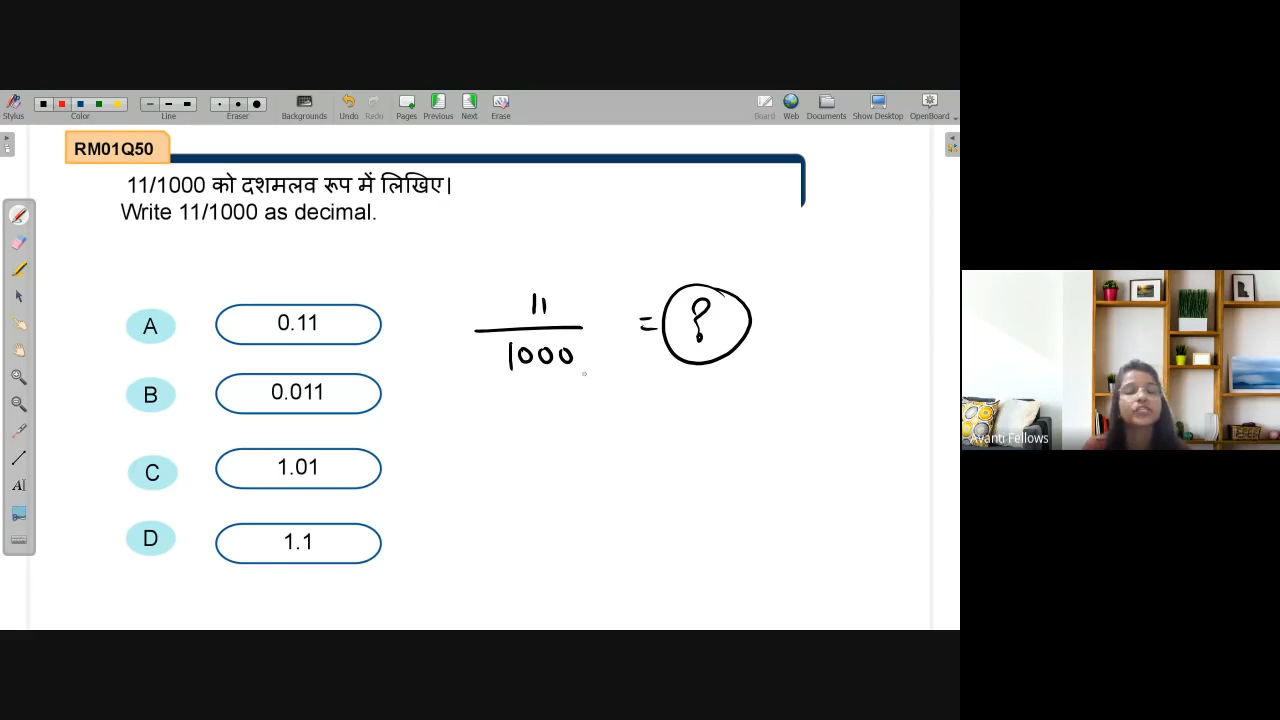 Stylus
Color
Line
Eraser
Backgrounds
Undo
Redo
Pages
Previous
Next
Erase
Board
Web
Documents
Show Desktop
OpenBoard
RM01Q50
11/1000 को दशमलव रूप में लिखिए।
Write 11/1000 as decimal.
A 0.11
B 0.011
C 1.01
D 1.1
11
1000
= ?
AI
Avanti Fellows